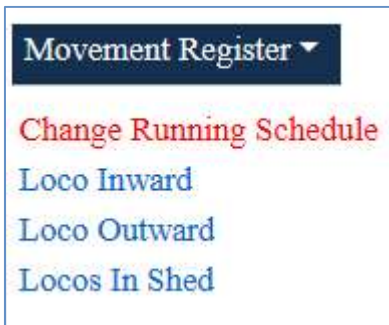 Movement Register
Change Running Schedule
Loco Inward
Loco Outward
Locos In Shed